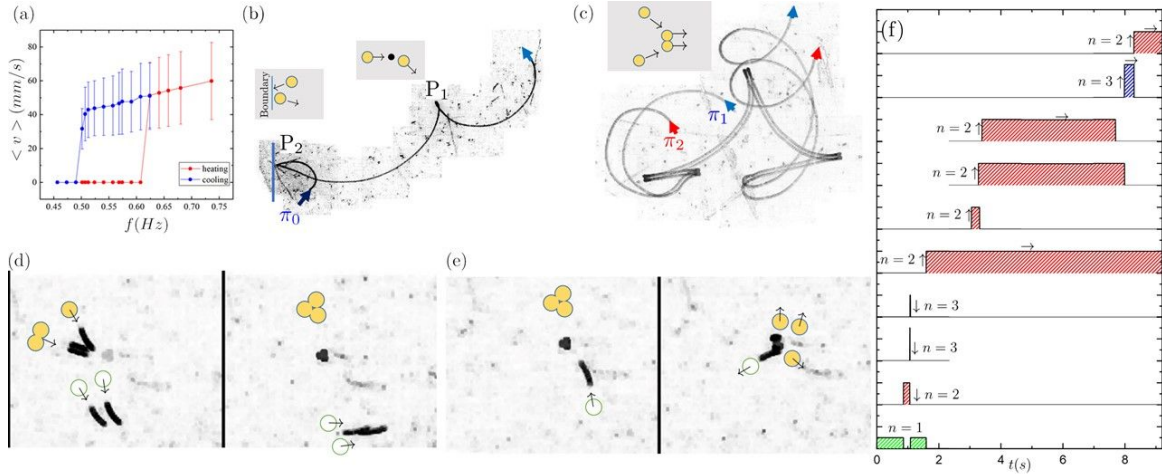 (a)
< v > (mm/s)
80
60
40
20
0
heating
cooling
0.45 0.50 0.55 0.60 0.65 0.70 0.75
f(Hz)
(b)
Boundary
P₁
P₂
π₀
(c)
π₁
π₂
(d)
(e)
(f)
n = 2 ↑
→
n = 3 ↑
→
n = 2 ↑
→
n = 2 ↑
n = 2 ↑
n = 2 ↑
→
↓ n = 3
↓ n = 3
↓ n = 2
n = 1
0 2 4 6 8
t(s)